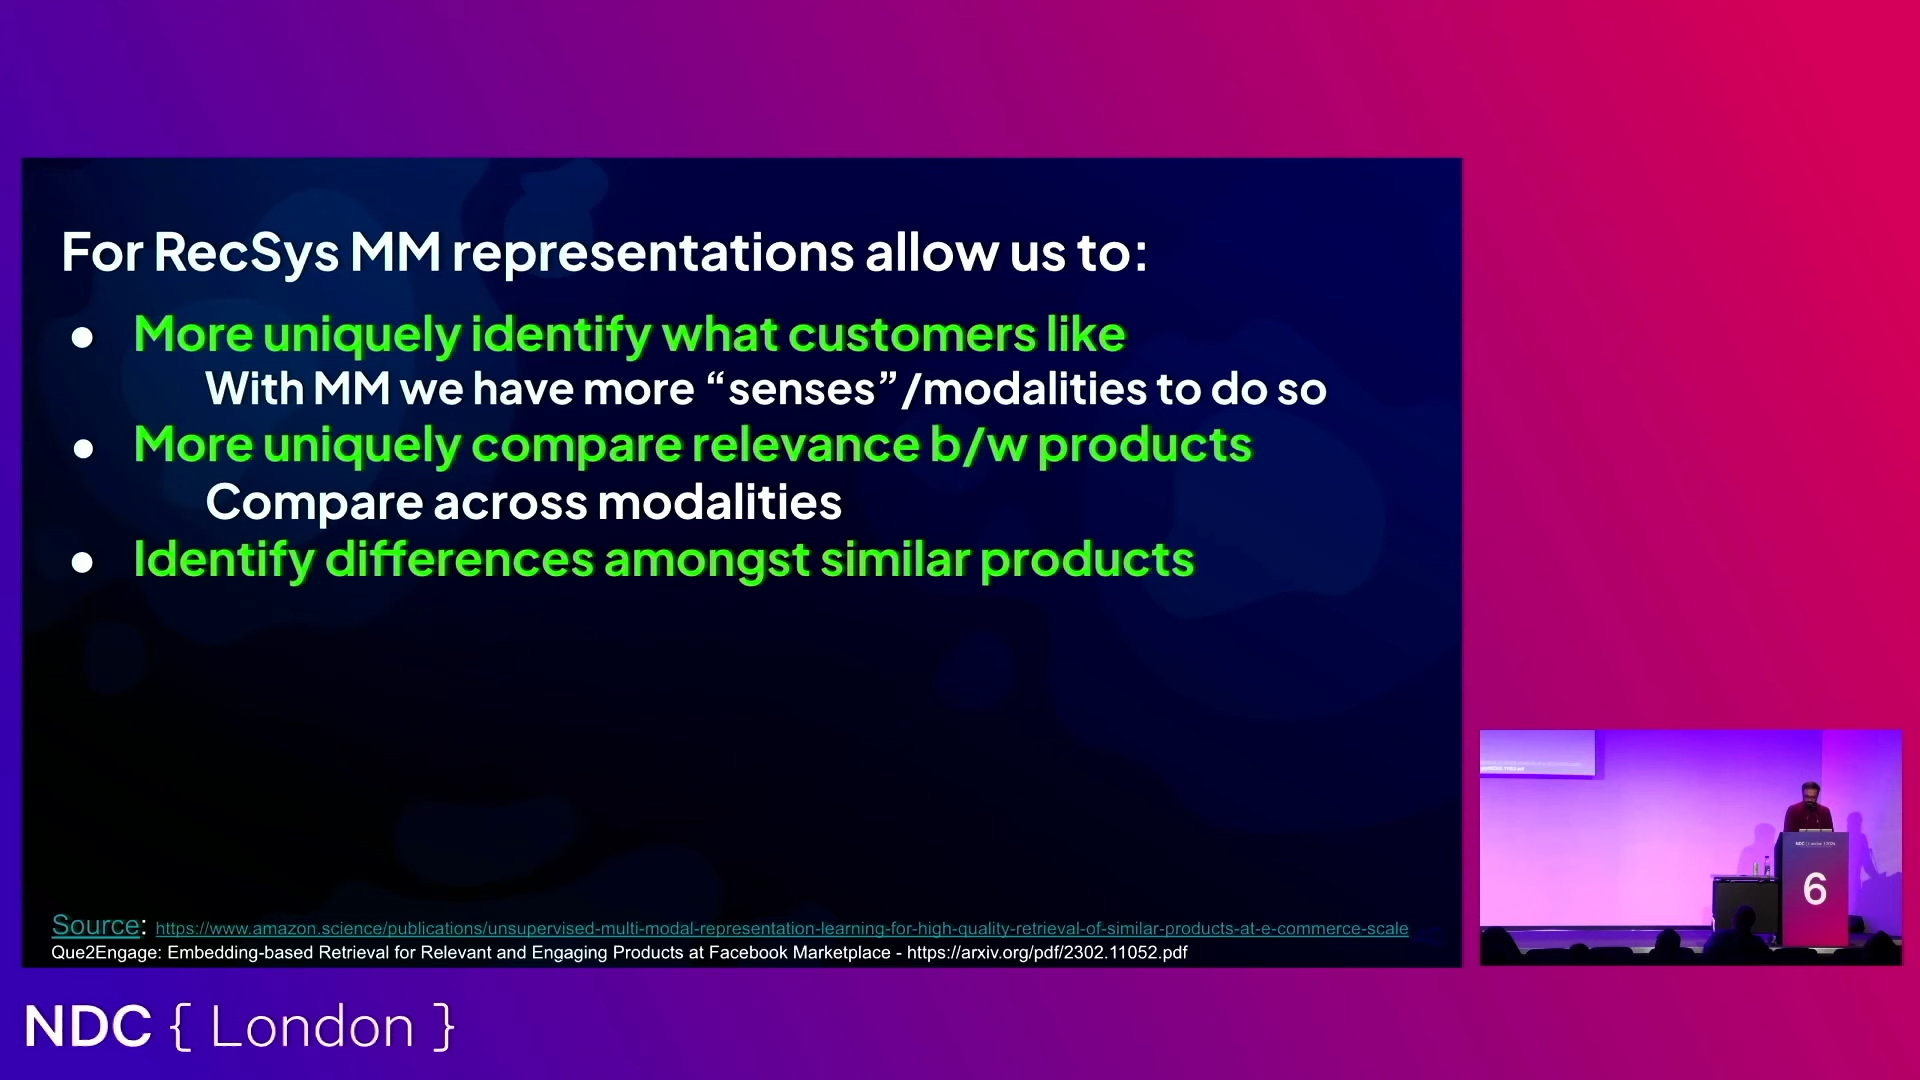 For RecSys MM representations allow us to:
● More uniquely identify what customers like
With MM we have more “senses”/modalities to do so
● More uniquely compare relevance b/w products
Compare across modalities
● Identify differences amongst similar products
Source: https://www.amazon.science/publications/unsupervised-multi-modal-representation-learning-for-high-quality-retrieval-of-similar-products-at-e-commerce-scale
Que2Engage: Embedding-based Retrieval for Relevant and Engaging Products at Facebook Marketplace - https://arxiv.org/pdf/2302.11052.pdf
6
NDC { London }